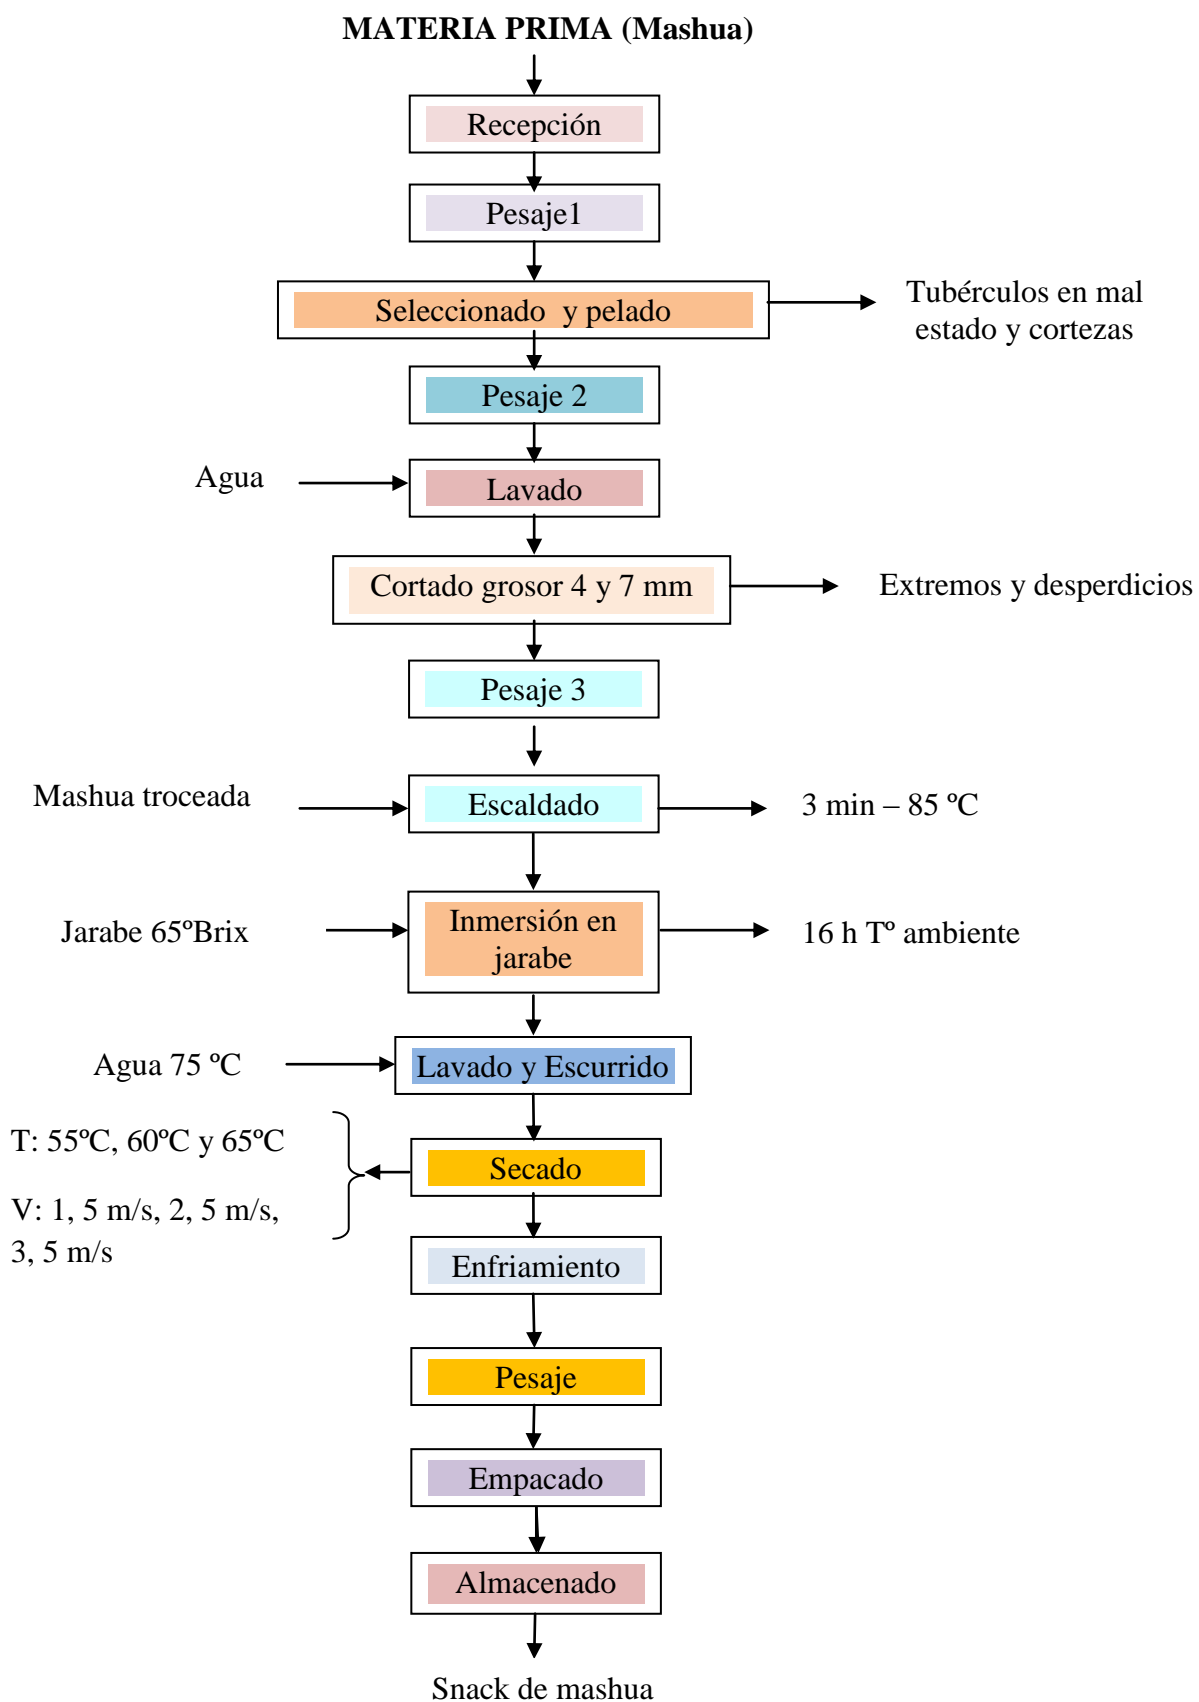 MATERIA PRIMA (Mashua)
Recepción
Pesaje1
Seleccionado y pelado
Tubérculos en mal
estado y cortezas
Pesaje 2
Agua
Lavado
Cortado grosor 4 y 7 mm
Extremos y desperdicios
Pesaje 3
Mashua troceada
Escaldado
3 min – 85 ºC
Jarabe 65ºBrix
Inmersión en
jarabe
16 h Tº ambiente
Agua 75 ºC
Lavado y Escurrido
T: 55ºC, 60ºC y 65ºC
V: 1, 5 m/s, 2, 5 m/s,
3, 5 m/s
Secado
Enfriamiento
Pesaje
Empacado
Almacenado
Snack de mashua